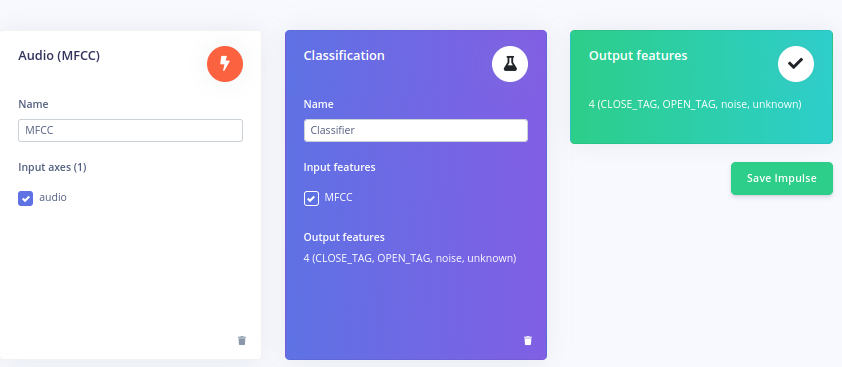 Audio (MFCC)
Name
MFCC
Input axes (1)
audio
Classification
Name
Classifier
Input features
MFCC
Output features
4 (CLOSE_TAG, OPEN_TAG, noise, unknown)
Output features
4 (CLOSE_TAG, OPEN_TAG, noise, unknown)
Save Impulse